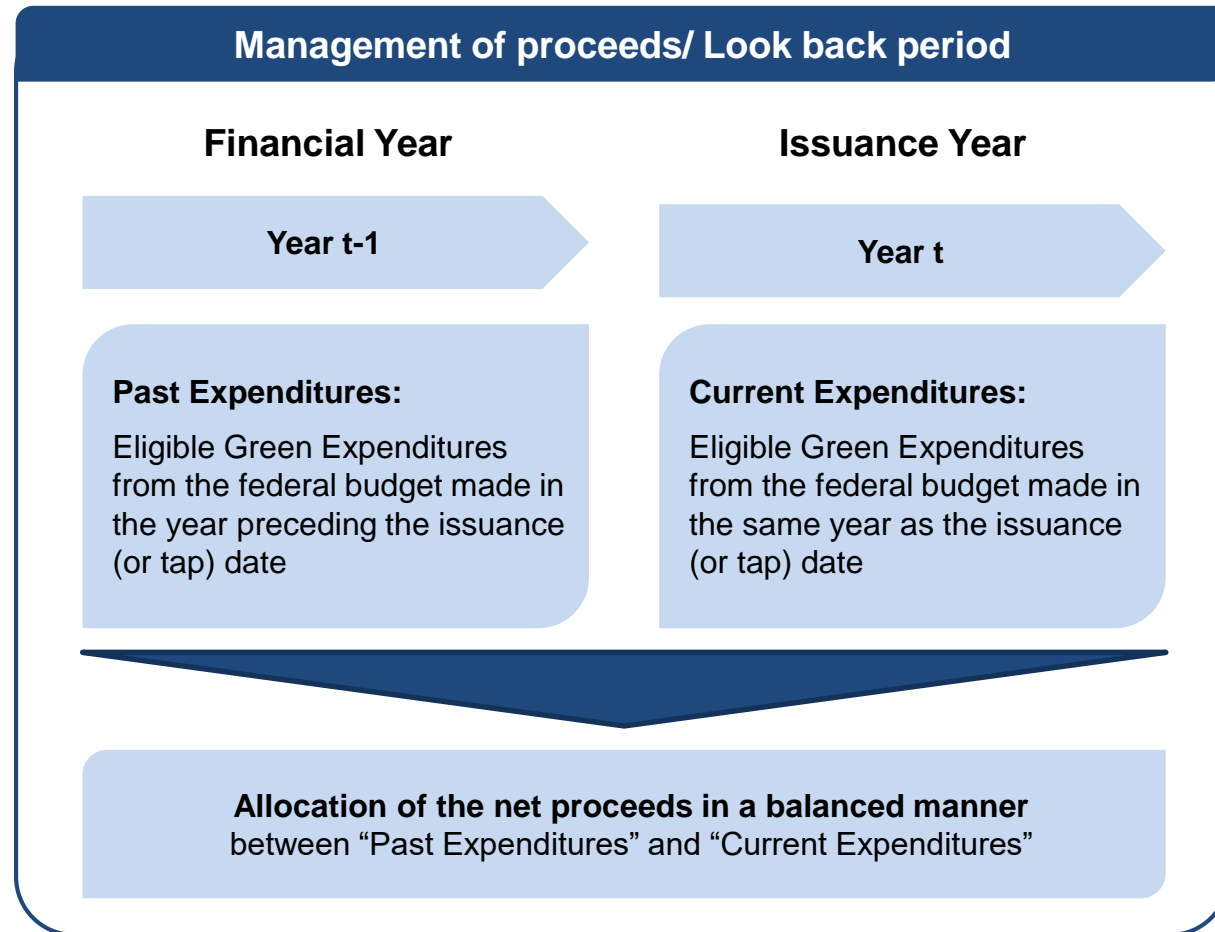 Management of proceeds/ Look back period
Financial Year
Issuance Year
Year t-1
Year t
Past Expenditures:
Eligible Green Expenditures
from the federal budget made in
the year preceding the issuance
(or tap) date
Current Expenditures:
Eligible Green Expenditures
from the federal budget made in
the same year as the issuance
(or tap) date
Allocation of the net proceeds in a balanced manner
between “Past Expenditures” and “Current Expenditures”